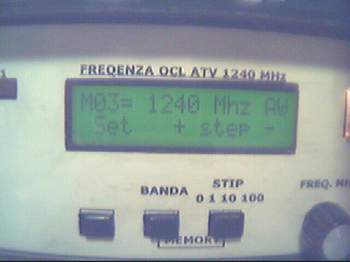 FREQENZA OCL ATV 1240 MHz
M03= 1240 Mhz AW
Set + step -
BANDA
STIP
0 1 10 100
FREQ. M
MEMORY
1